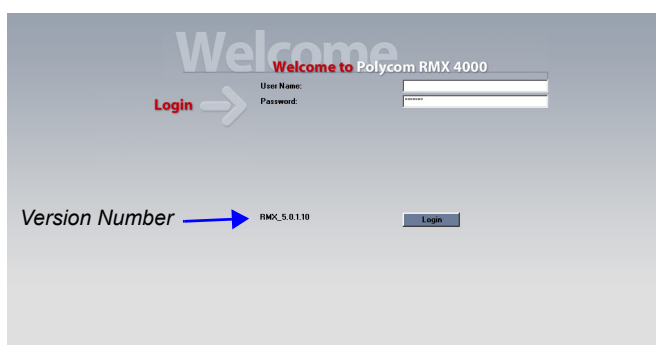 Welcome
Welcome to Polycom RMX 4000
User Name:
Login
Password:
*******
Version Number
RMX_5.0.1.10
Login